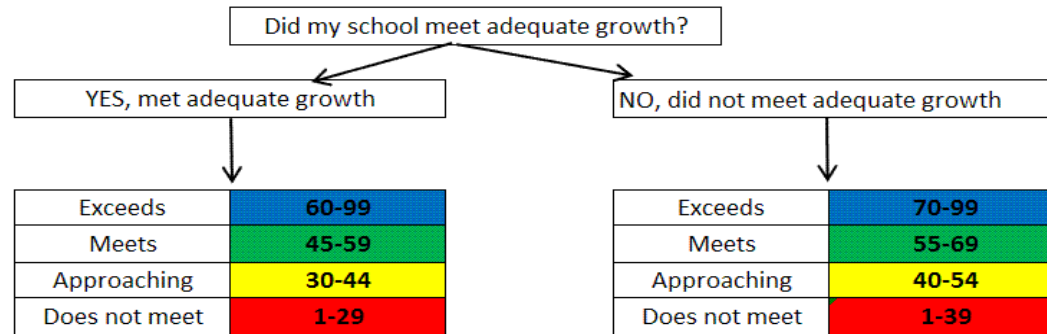 Did my school meet adequate growth?
YES, met adequate growth
NO, did not meet adequate growth
Exceeds 60-99
Meets 45-59
Approaching 30-44
Does not meet 1-29
Exceeds 70-99
Meets 55-69
Approaching 40-54
Does not meet 1-39